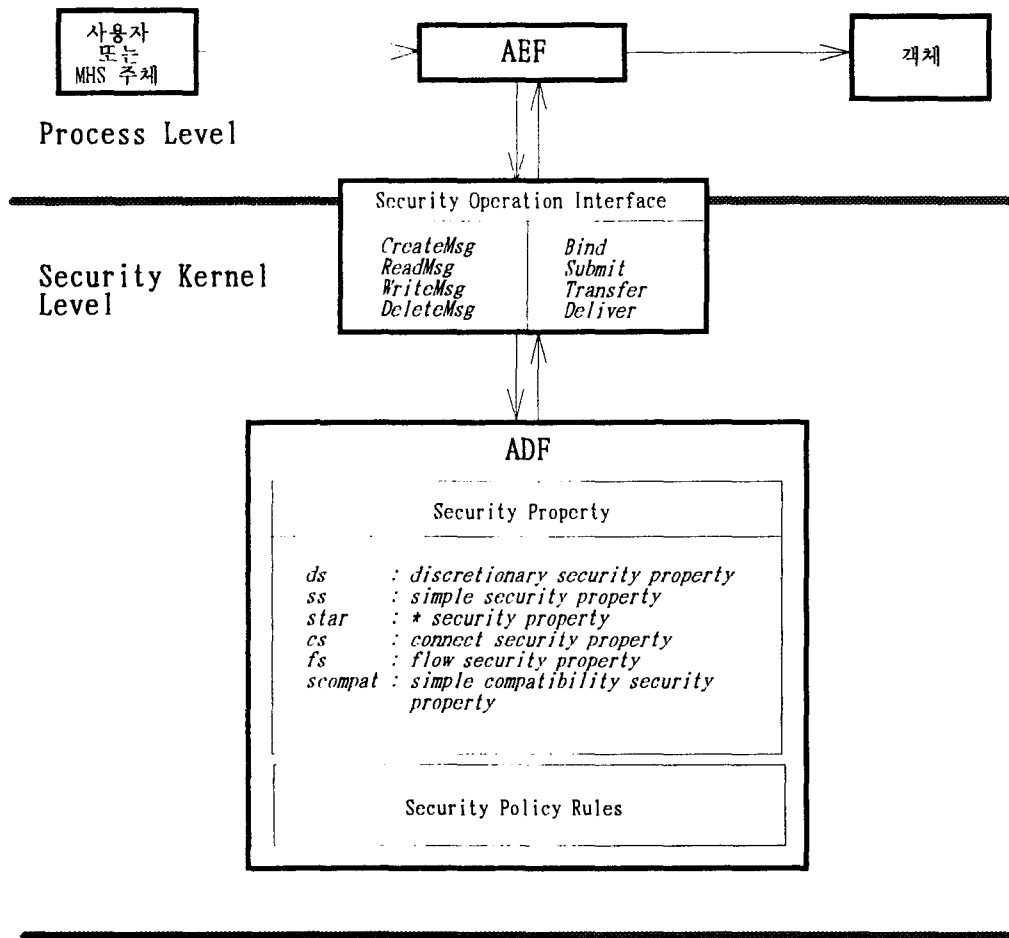 사용자
또는
MHS 주체
AEF
객체
Process Level
Security Operation Interface
CreateMsg
ReadMsg
WriteMsg
DeleteMsg
Bind
Submit
Transfer
Deliver
Security Kernel
Level
ADF
Security Property
ds : discretionary security property
ss : simple security property
star : * security property
cs : connect security property
fs : flow security property
scompat : simple compatibility security
property
Security Policy Rules